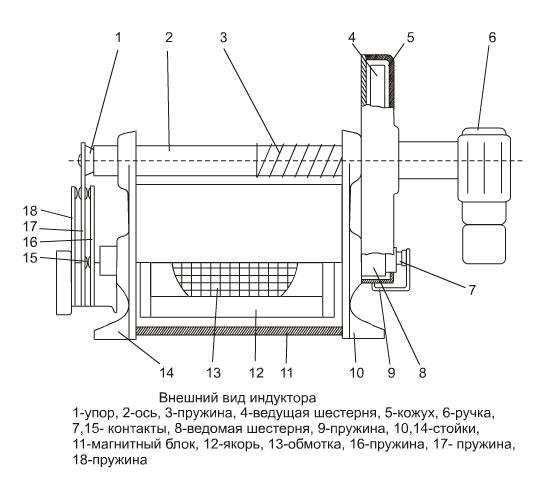 1 2 3 4 5 6
18
17
16
15
7
14 13 12 11 10 9 8
Внешний вид индуктора
1-упор, 2-ось, 3-пружина, 4-ведущая шестерня, 5-кожух, 6-ручка,
7,15- контакты, 8-ведомая шестерня, 9-пружина, 10,14-стойки,
11-магнитный блок, 12-якорь, 13-обмотка, 16-пружина, 17- пружина,
18-пружина